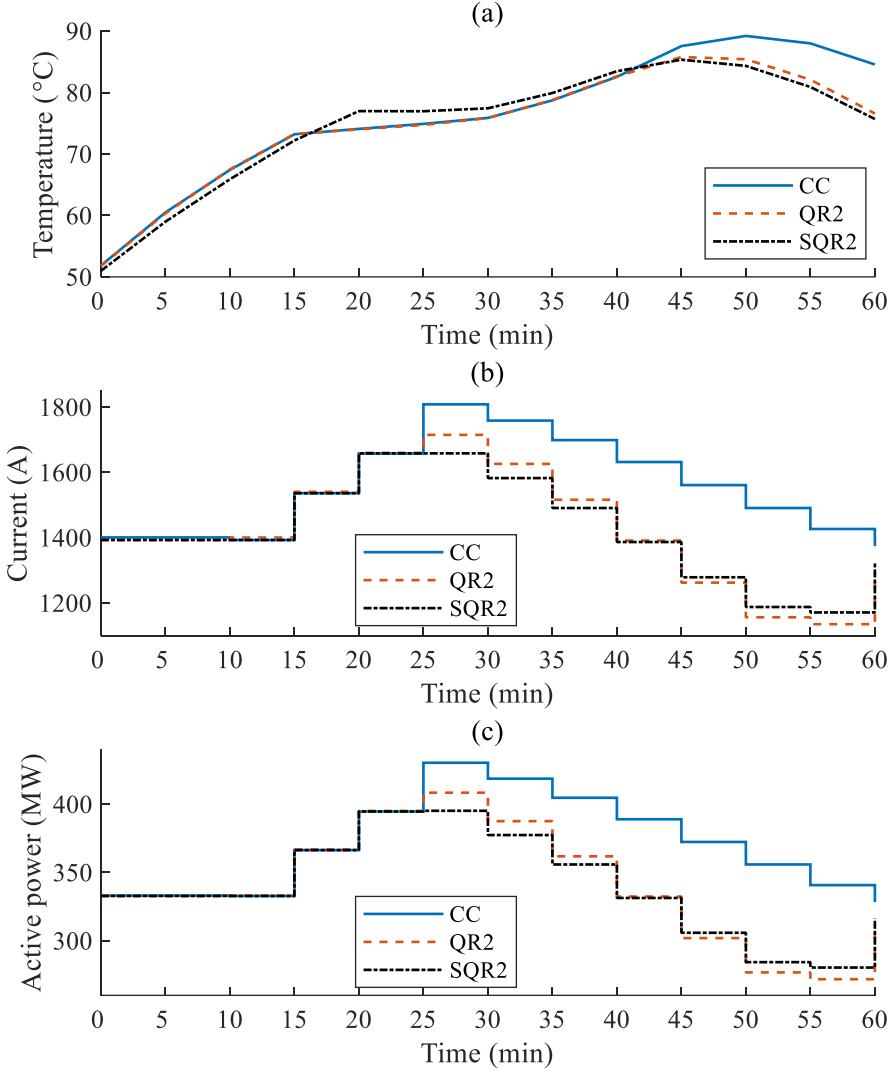 (a)
90
80
70
60
50
Temperature (°C)
CC
QR2
SQR2
0 5 10 15 20 25 30 35 40 45 50 55 60
Time (min)
(b)
1800
1600
1400
1200
Current (A)
CC
QR2
SQR2
0 5 10 15 20 25 30 35 40 45 50 55 60
Time (min)
(c)
400
350
300
Active power (MW)
CC
QR2
SQR2
0 5 10 15 20 25 30 35 40 45 50 55 60
Time (min)